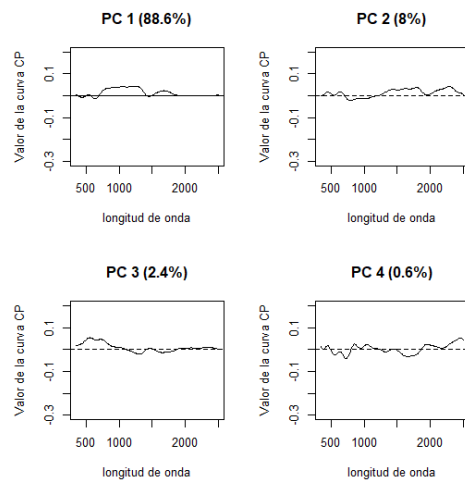 PC 1 (88.6%)
Valor de la curva CP
0.1
-0.1
-0.3
500 1000 2000
longitud de onda
PC 2 (8%)
Valor de la curva CP
0.1
-0.1
-0.3
500 1000 2000
longitud de onda
PC 3 (2.4%)
Valor de la curva CP
0.1
-0.1
-0.3
500 1000 2000
longitud de onda
PC 4 (0.6%)
Valor de la curva CP
0.1
-0.1
-0.3
500 1000 2000
longitud de onda